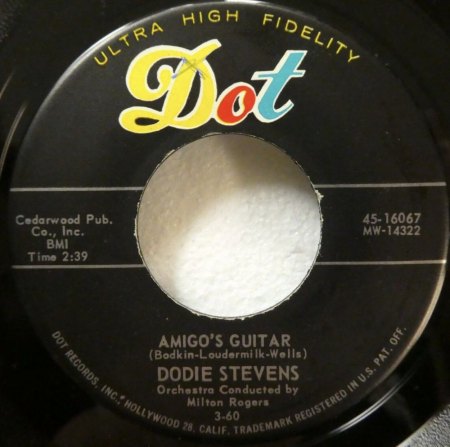 ULTRA HIGH FIDELITY
Dot
Cedarwood Pub.
Co., Inc.
BMI
Time 2:39
45-16067
MW-14322
AMIGO'S GUITAR
(Bodkin-Loudermilk-Wells)
DODIE STEVENS
Orchestra Conducted by
Milton Rogers
3-60
DOT RECORDS, INC., HOLLYWOOD 28, CALIF. TRADEMARK REGISTERED IN U.S. PAT. OFF.